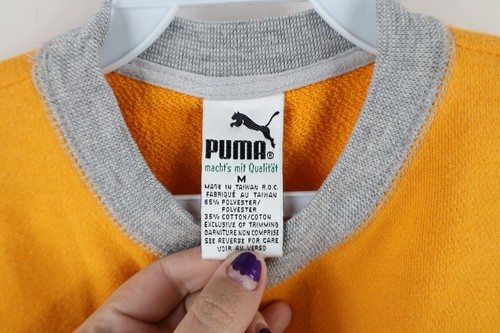 PUMA®
macht's mit Qualität
M
MADE IN TAIWAN R.O.C.
FABRIQUÉ AU TAIWAN
65% POLYESTER/
POLYESTER
35% COTTON/COTON
EXCLUSIVE OF TRIMMING
GARNITURE NON COMPRISE
SEE REVERSE FOR CARE
VOIR AU VERSO